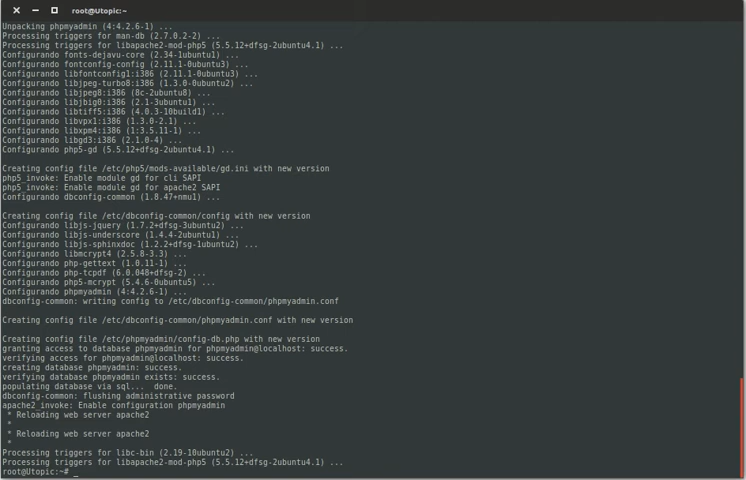 root@Utopic:~
Unpacking phpmyadmin (4:4.2.6-1) ...
Processing triggers for man-db (2.7.0.2-2) ...
Processing triggers for libapache2-mod-php5 (5.5.12+dfsg-2ubuntu4.1) ...
Configurando fonts-dejavu-core (2.34-1ubuntu1) ...
Configurando fontconfig-config (2.11.1-0ubuntu3) ...
Configurando libfontconfig1:i386 (2.11.1-0ubuntu3) ...
Configurando libjpeg-turbo8:i386 (1.3.0-0ubuntu2) ...
Configurando libjpeg8:i386 (8c-2ubuntu8) ...
Configurando libjbig0:i386 (2.1-3ubuntu1) ...
Configurando libtiff5:i386 (4.0.3-10build1) ...
Configurando libvpx1:i386 (1.3.0-2.1) ...
Configurando libxpm4:i386 (1:3.5.11-1) ...
Configurando libgd3:i386 (2.1.0-4) ...
Configurando php5-gd (5.5.12+dfsg-2ubuntu4.1) ...
Creating config file /etc/php5/mods-available/gd.ini with new version
php5_invoke: Enable module gd for cli SAPI
php5_invoke: Enable module gd for apache2 SAPI
Configurando dbconfig-common (1.8.47+nmu1) ...
Creating config file /etc/dbconfig-common/config with new version
Configurando libjs-jquery (1.7.2+dfsg-3ubuntu2) ...
Configurando libjs-underscore (1.4.4-2ubuntu1) ...
Configurando libjs-sphinxdoc (1.2.2+dfsg-1ubuntu2) ...
Configurando libmcrypt4 (2.5.8-3.3) ...
Configurando php-gettext (1.0.11-1) ...
Configurando php-tcpdf (6.0.048+dfsg-2) ...
Configurando php5-mcrypt (5.4.6-0ubuntu5) ...
Configurando phpmyadmin (4:4.2.6-1) ...
dbconfig-common: writing config to /etc/dbconfig-common/phpmyadmin.conf
Creating config file /etc/dbconfig-common/phpmyadmin.conf with new version
Creating config file /etc/phpmyadmin/config-db.php with new version
granting access to database phpmyadmin for phpmyadmin@localhost: success.
verifying access for phpmyadmin@localhost: success.
creating database phpmyadmin: success.
verifying database phpmyadmin exists: success.
populating database via sql...  done.
dbconfig-common: flushing administrative password
apache2_invoke: Enable configuration phpmyadmin
 * Reloading web server apache2
 *
 * Reloading web server apache2
 *
Processing triggers for libc-bin (2.19-10ubuntu2) ...
Processing triggers for libapache2-mod-php5 (5.5.12+dfsg-2ubuntu4.1) ...
root@Utopic:~# _